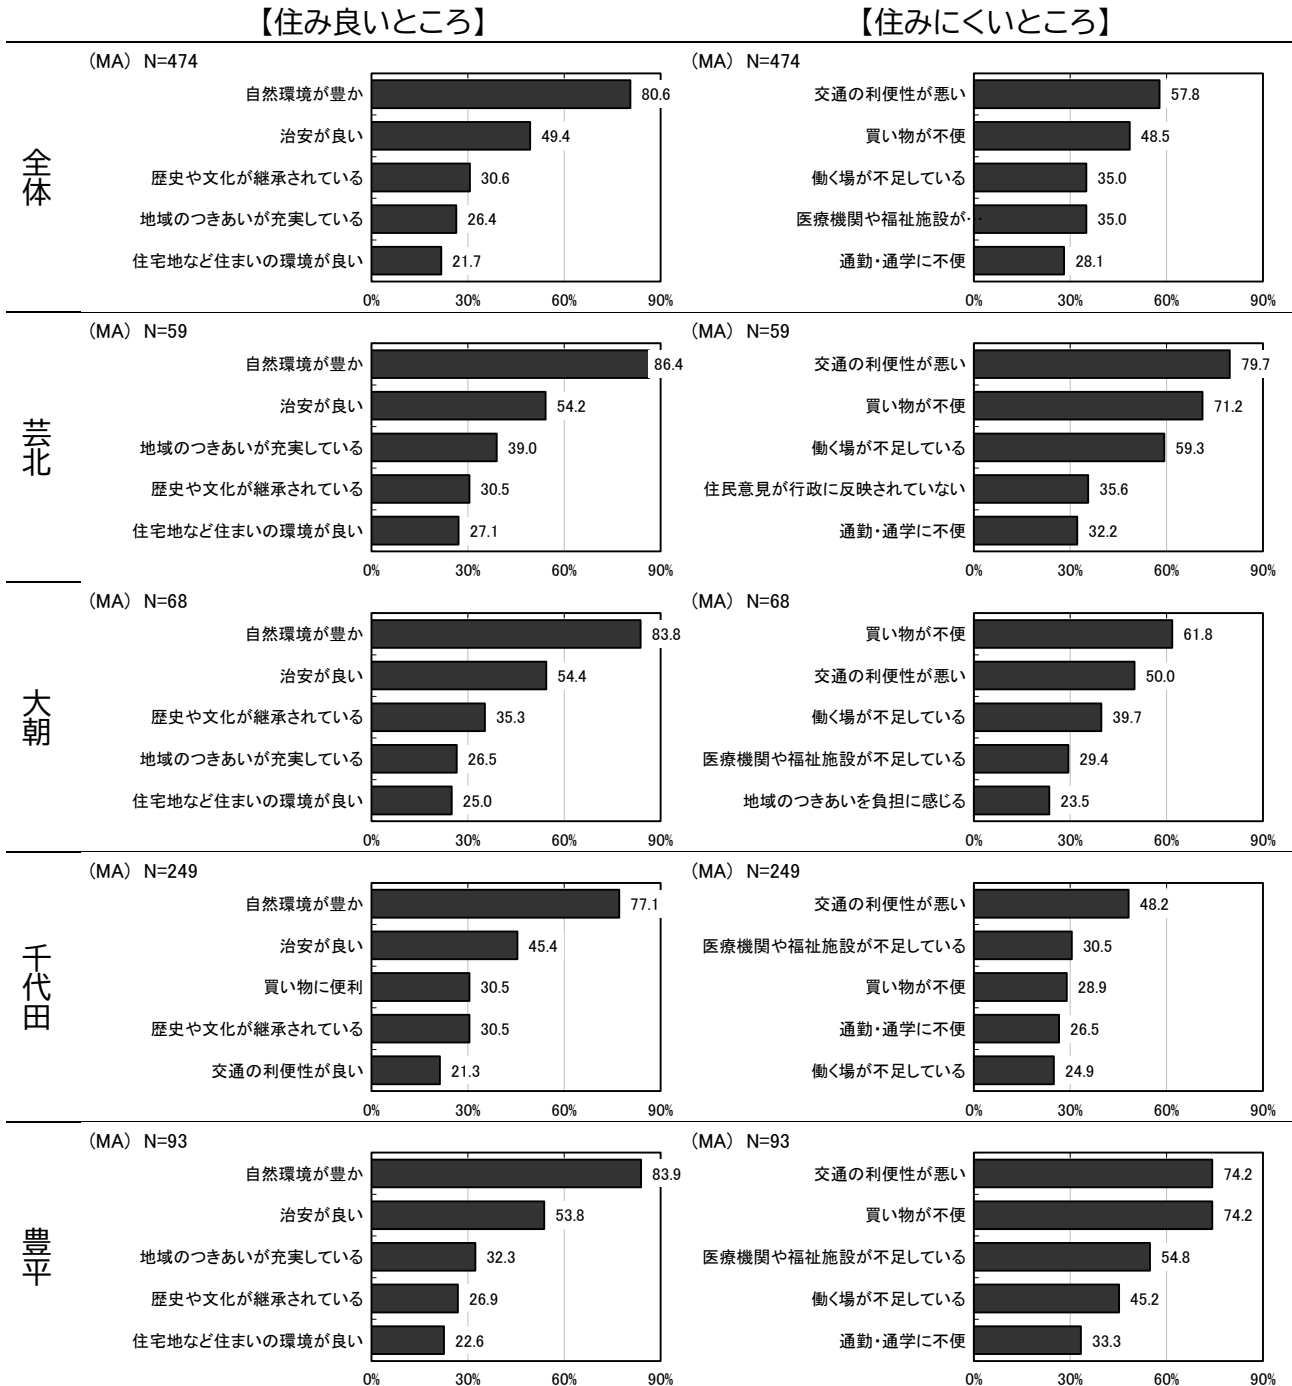 【住み良いところ】
【住みにくいところ】
全体
(MA) N=474
自然環境が豊か 80.6
治安が良い 49.4
歴史や文化が継承されている 30.6
地域のつきあいが充実している 26.4
住宅地など住まいの環境が良い 21.7
0% 30% 60% 90%
(MA) N=474
交通の利便性が悪い 57.8
買い物が不便 48.5
働く場が不足している 35.0
医療機関や福祉施設が… 35.0
通勤・通学に不便 28.1
0% 30% 60% 90%
芸北
(MA) N=59
自然環境が豊か 86.4
治安が良い 54.2
地域のつきあいが充実している 39.0
歴史や文化が継承されている 30.5
住宅地など住まいの環境が良い 27.1
0% 30% 60% 90%
(MA) N=59
交通の利便性が悪い 79.7
買い物が不便 71.2
働く場が不足している 59.3
住民意見が行政に反映されていない 35.6
通勤・通学に不便 32.2
0% 30% 60% 90%
大朝
(MA) N=68
自然環境が豊か 83.8
治安が良い 54.4
歴史や文化が継承されている 35.3
地域のつきあいが充実している 26.5
住宅地など住まいの環境が良い 25.0
0% 30% 60% 90%
(MA) N=68
買い物が不便 61.8
交通の利便性が悪い 50.0
働く場が不足している 39.7
医療機関や福祉施設が不足している 29.4
地域のつきあいを負担に感じる 23.5
0% 30% 60% 90%
千代田
(MA) N=249
自然環境が豊か 77.1
治安が良い 45.4
買い物に便利 30.5
歴史や文化が継承されている 30.5
交通の利便性が良い 21.3
0% 30% 60% 90%
(MA) N=249
交通の利便性が悪い 48.2
医療機関や福祉施設が不足している 30.5
買い物が不便 28.9
通勤・通学に不便 26.5
働く場が不足している 24.9
0% 30% 60% 90%
豊平
(MA) N=93
自然環境が豊か 83.9
治安が良い 53.8
地域のつきあいが充実している 32.3
歴史や文化が継承されている 26.9
住宅地など住まいの環境が良い 22.6
0% 30% 60% 90%
(MA) N=93
交通の利便性が悪い 74.2
買い物が不便 74.2
医療機関や福祉施設が不足している 54.8
働く場が不足している 45.2
通勤・通学に不便 33.3
0% 30% 60% 90%